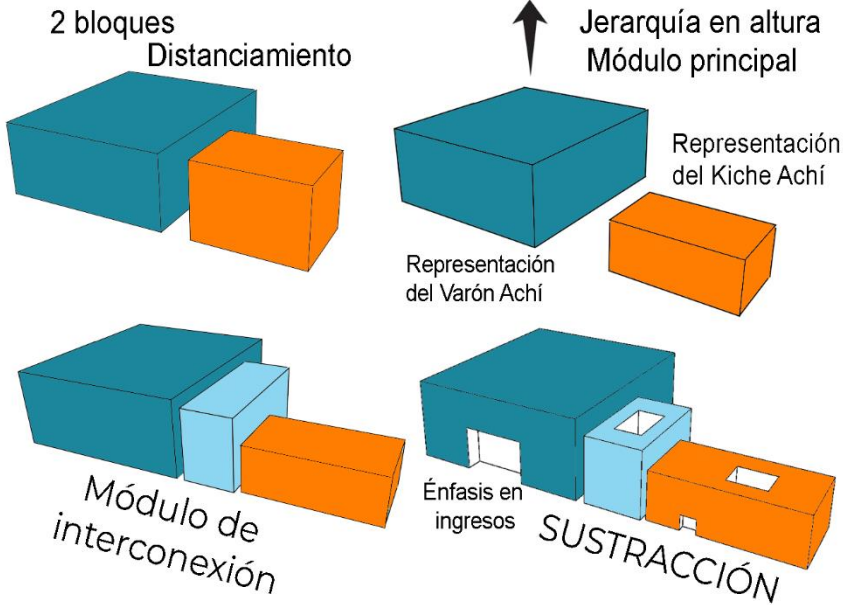 2 bloques
Distanciamiento
Jerarquía en altura
Módulo principal
Representación
del Kiche Achí
Representación
del Varón Achí
Módulo de
interconexión
Énfasis en
ingresos
SUSTRACCIÓN